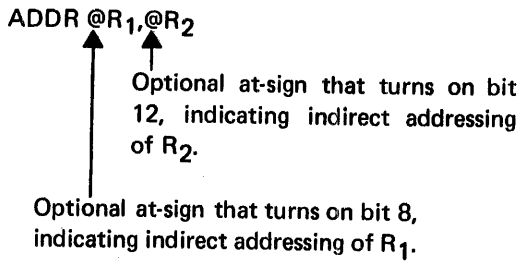 ADDR @R1,@R2
Optional at-sign that turns on bit
12, indicating indirect addressing
of R2.
Optional at-sign that turns on bit 8,
indicating indirect addressing of R1.